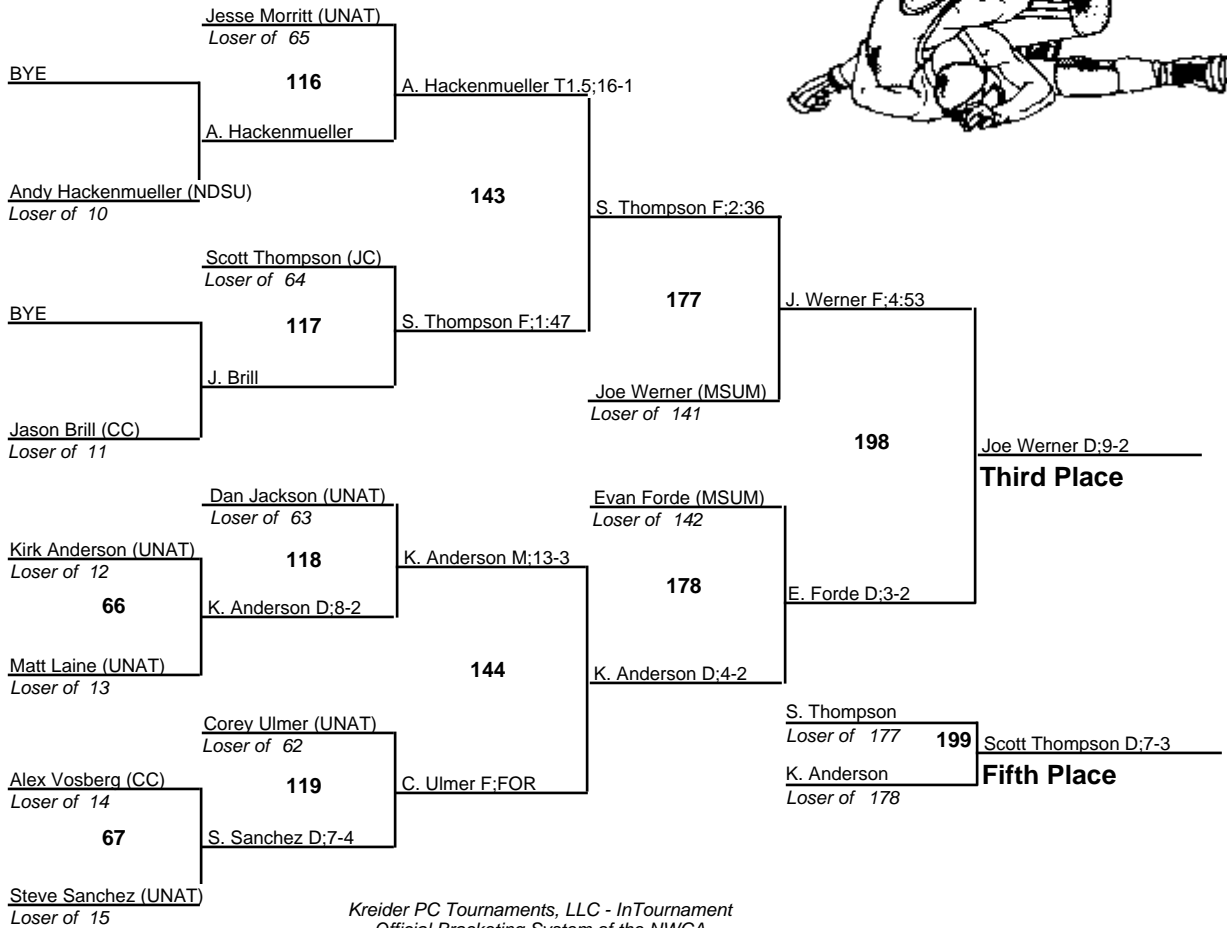 Jesse Morritt (UNAT)
Loser of 65
BYE
116
A. Hackenmueller T1.5;16-1
A. Hackenmueller
Andy Hackenmueller (NDSU)
Loser of 10
143
S. Thompson F;2:36
Scott Thompson (JC)
Loser of 64
BYE
117
S. Thompson F;1:47
177
J. Werner F;4:53
J. Brill
Joe Werner (MSUM)
Loser of 141
Jason Brill (CC)
Loser of 11
198
Joe Werner D;9-2
Third Place
Dan Jackson (UNAT)
Loser of 63
Evan Forde (MSUM)
Loser of 142
Kirk Anderson (UNAT)
Loser of 12
118
K. Anderson M;13-3
66
K. Anderson D;8-2
178
E. Forde D;3-2
Matt Laine (UNAT)
Loser of 13
144
K. Anderson D;4-2
Corey Ulmer (UNAT)
Loser of 62
S. Thompson
Loser of 177
199
Scott Thompson D;7-3
Fifth Place
K. Anderson
Loser of 178
Alex Vosberg (CC)
Loser of 14
119
C. Ulmer F;FOR
67
S. Sanchez D;7-4
Steve Sanchez (UNAT)
Loser of 15
Kreider PC Tournaments, LLC - InTournament
Official Bracketing System of the NWCA